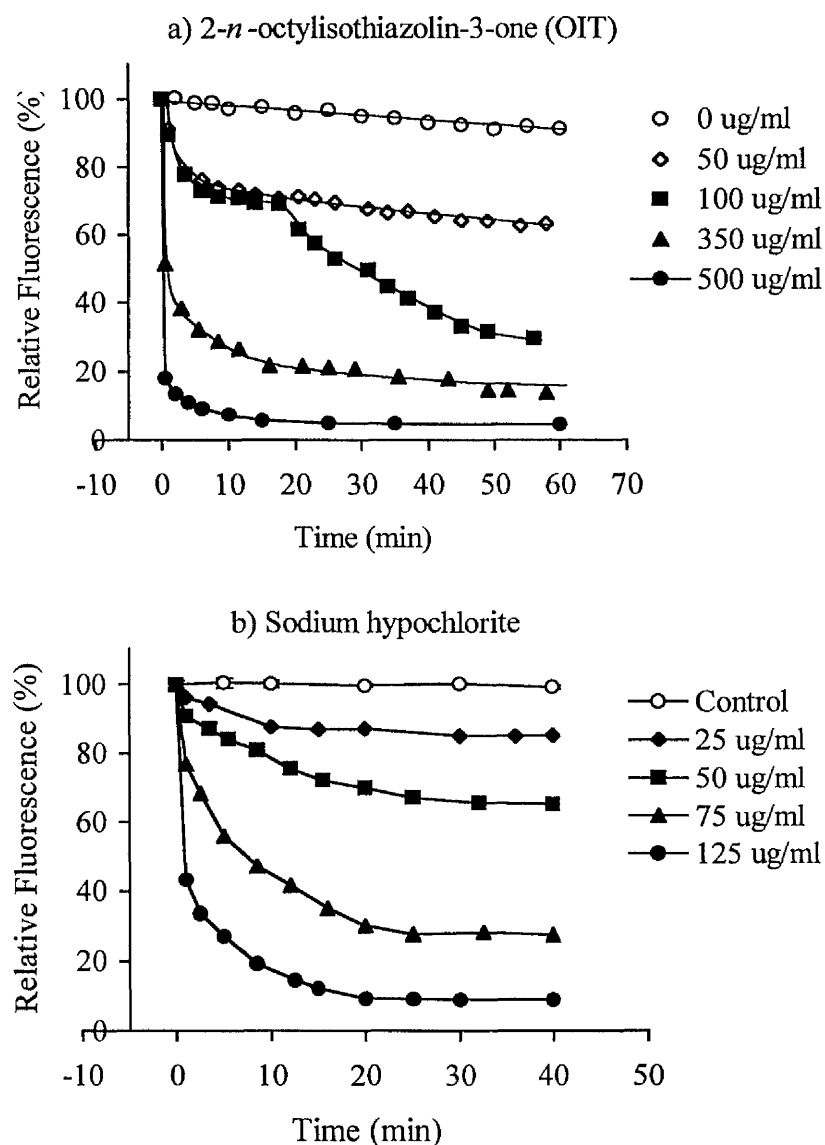 a) 2-n-octylisothiazolin-3-one (OIT)
Relative Fluorescence (%)
100
80
60
40
20
0
-10 0 10 20 30 40 50 60 70
Time (min)
0 ug/ml
50 ug/ml
100 ug/ml
350 ug/ml
500 ug/ml
b) Sodium hypochlorite
Relative Fluorescence (%)
100
80
60
40
20
0
-10 0 10 20 30 40 50
Time (min)
Control
25 ug/ml
50 ug/ml
75 ug/ml
125 ug/ml